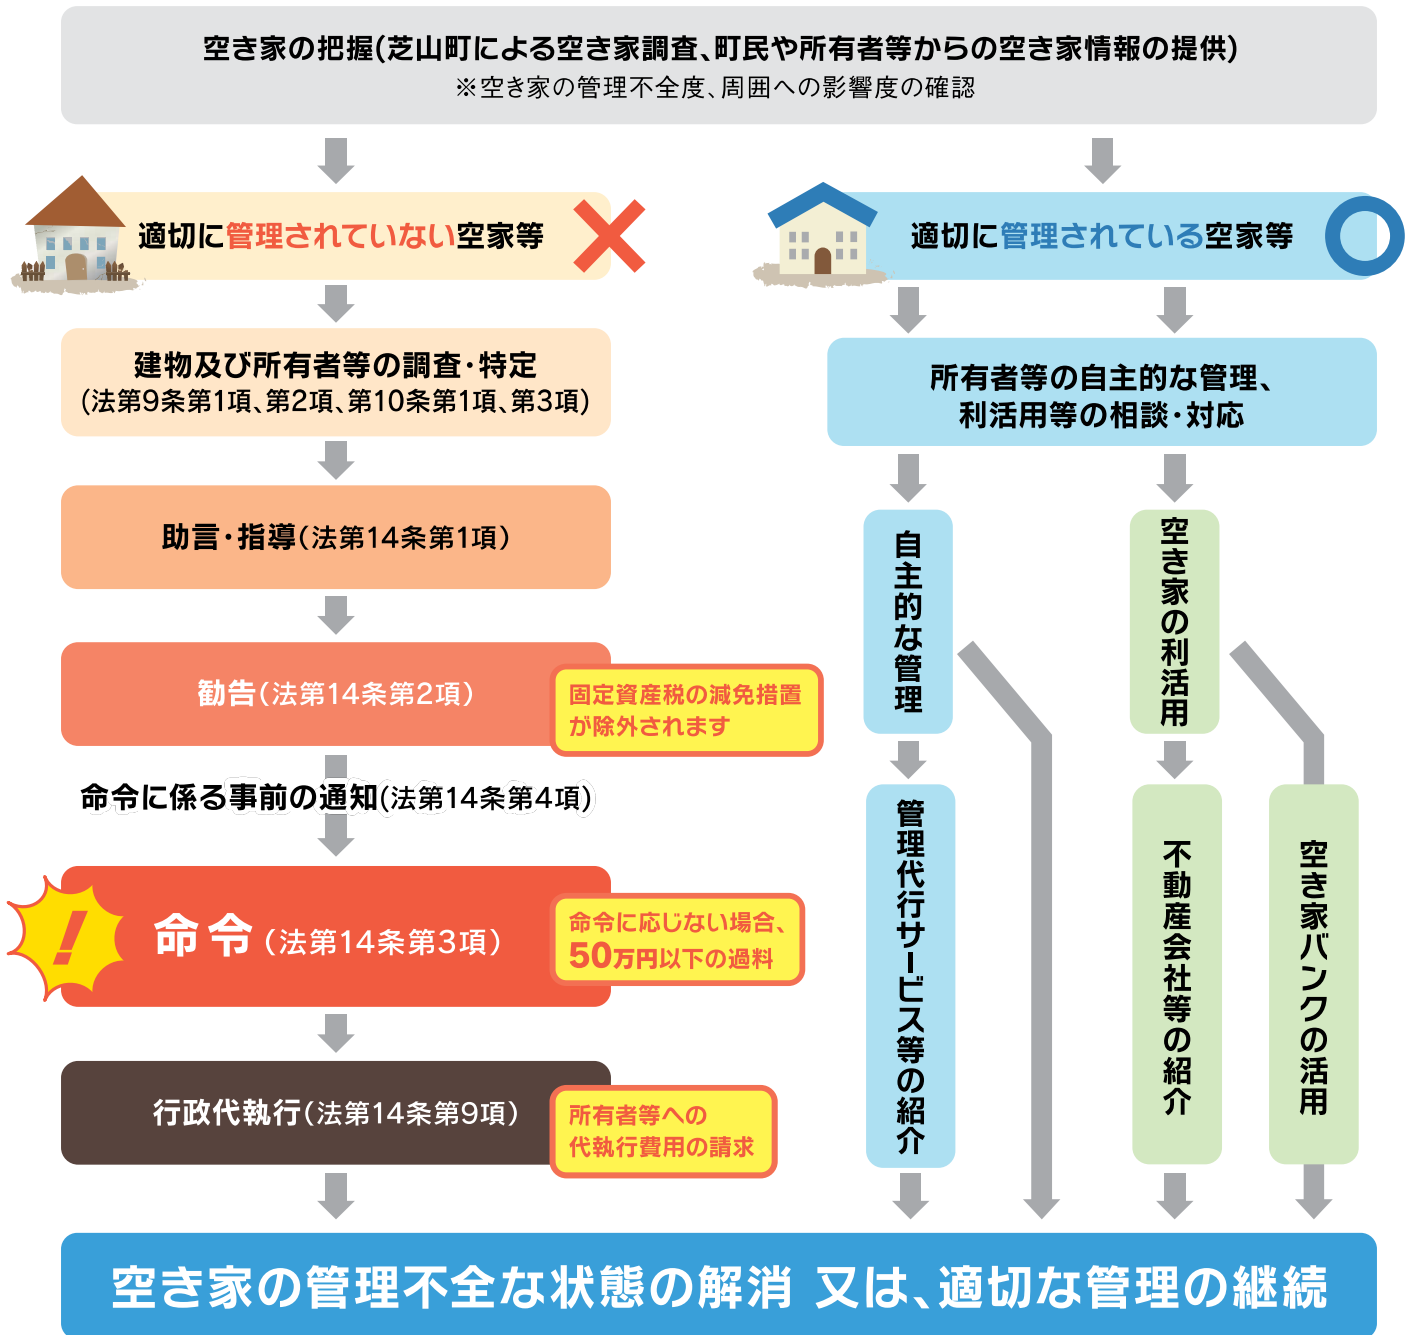 空き家の把握(芝山町による空き家調査、町民や所有者等からの空き家情報の提供)
※空き家の管理不全度、周囲への影響度の確認
適切に管理されていない空家等
建物及び所有者等の調査・特定
(法第9条第1項、第2項、第10条第1項、第3項)
助言・指導(法第14条第1項)
勧告(法第14条第2項)
固定資産税の減免措置
が除外されます
命令に係る事前の通知(法第14条第4項)
!
命令(法第14条第3項)
命令に応じない場合、
50万円以下の過料
行政代執行(法第14条第9項)
所有者等への
代執行費用の請求
適切に管理されている空家等
所有者等の自主的な管理、
利活用等の相談・対応
自主的な管理
管理代行サービス等の紹介
空き家の利活用
不動産会社等の紹介
空き家バンクの活用
空き家の管理不全な状態の解消 又は、適切な管理の継続